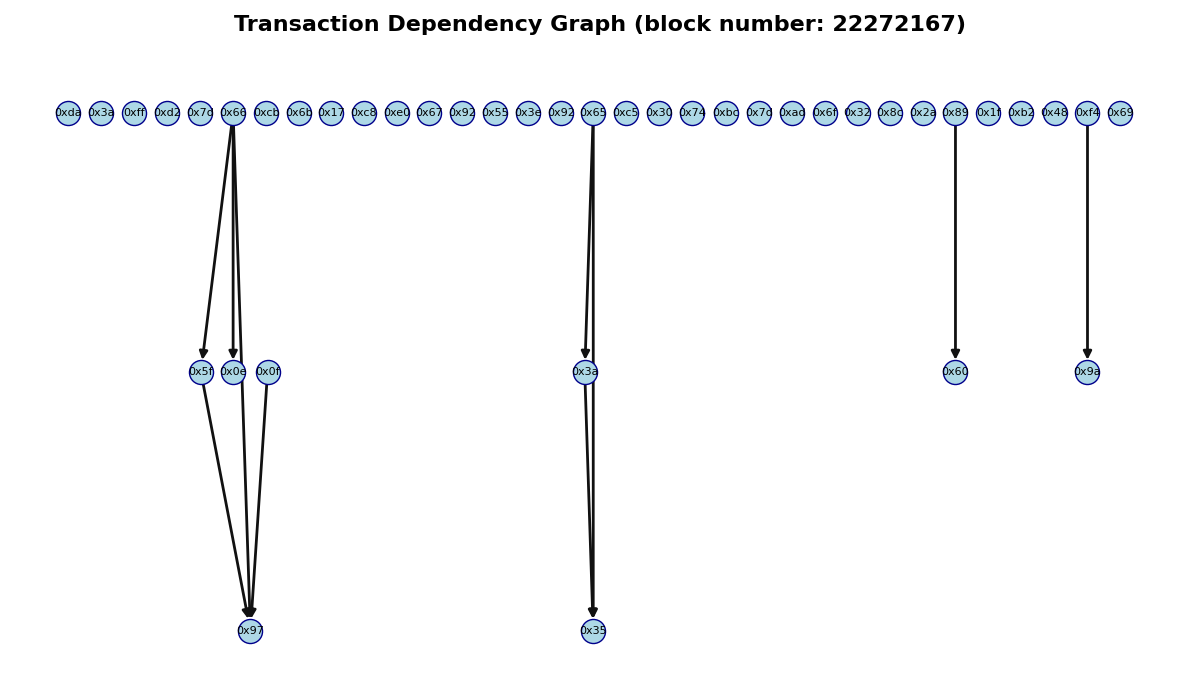 Transaction Dependency Graph (block number: 22272167)
0xda 0x3a 0xff 0xd2 0x7d 0x66 0xcb 0x6b 0x17 0xc8 0xe0 0x67 0x92 0x55 0x3e 0x92 0x65 0xc5 0x30 0x74 0xbc 0x7d 0xad 0x6f 0x32 0x8c 0x2a 0x89 0x1f 0xb2 0x48 0xf4 0x69
0x5f 0x0e 0x0f 0x3a 0x60 0x9a
0x97 0x35